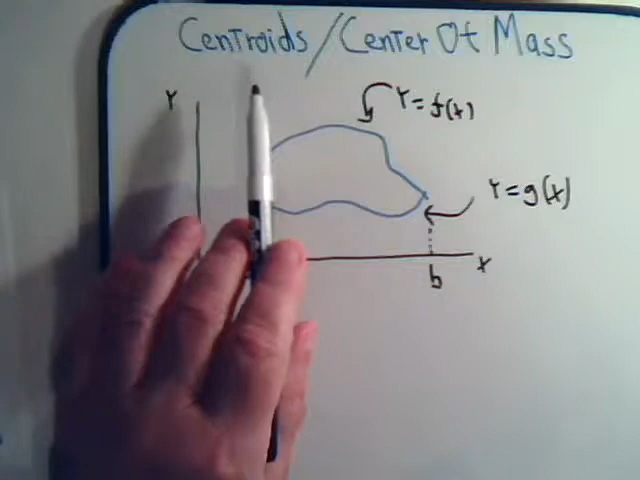 Centroids / Center Of Mass
Y
Y = f(x)
Y = g(x)
X
b